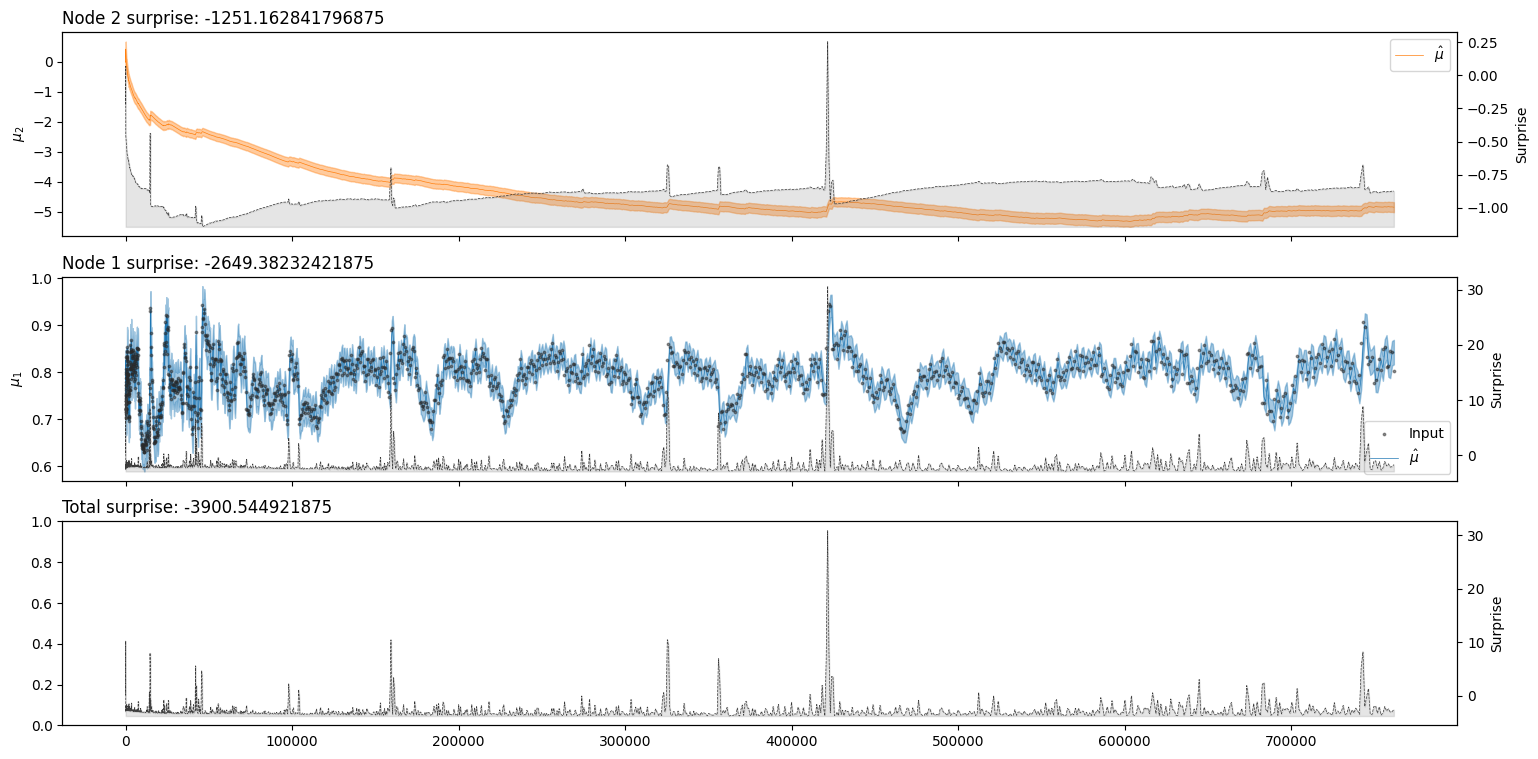 Node 2 surprise: -1251.162841796875
μ̂
0
−1
−2
−3
−4
−5
μ₂
0.25
0.00
−0.25
−0.50
−0.75
−1.00
Surprise
Node 1 surprise: -2649.38232421875
1.0
0.9
0.8
0.7
0.6
μ₁
30
20
10
0
Surprise
Input
μ̂
Total surprise: -3900.544921875
1.0
0.8
0.6
0.4
0.2
0.0
30
20
10
0
Surprise
0 100000 200000 300000 400000 500000 600000 700000